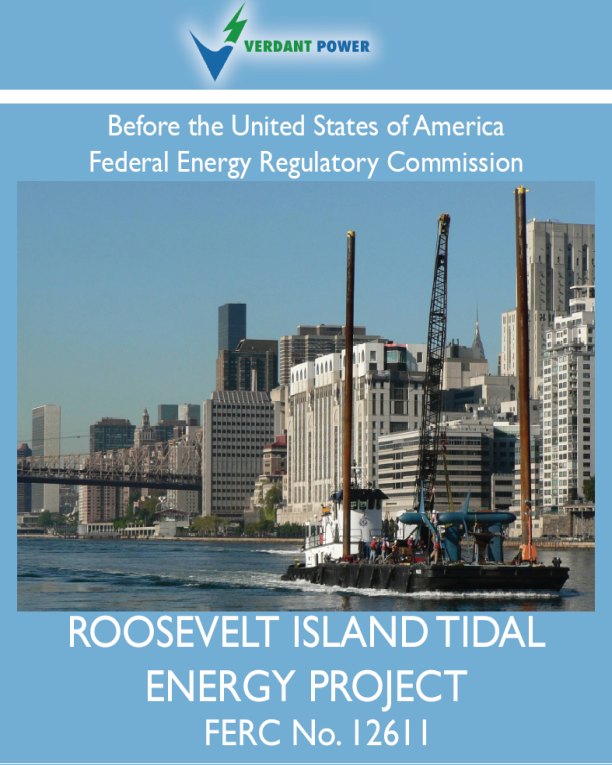 VERDANT POWER
Before the United States of America
Federal Energy Regulatory Commission
ROOSEVELT ISLAND TIDAL
ENERGY PROJECT
FERC No. 12611